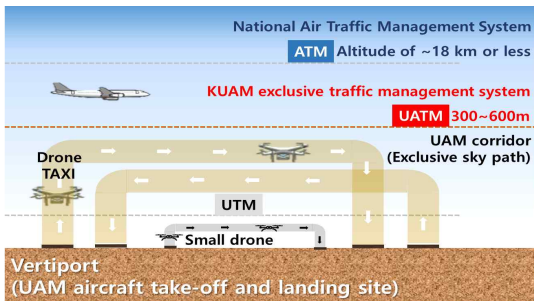 National Air Traffic Management System
ATM Altitude of ~18 km or less
KUAM exclusive traffic management system
UATM 300~600m
UAM corridor
(Exclusive sky path)
Drone
TAXI
UTM
Small drone
Vertiport
(UAM aircraft take-off and landing site)